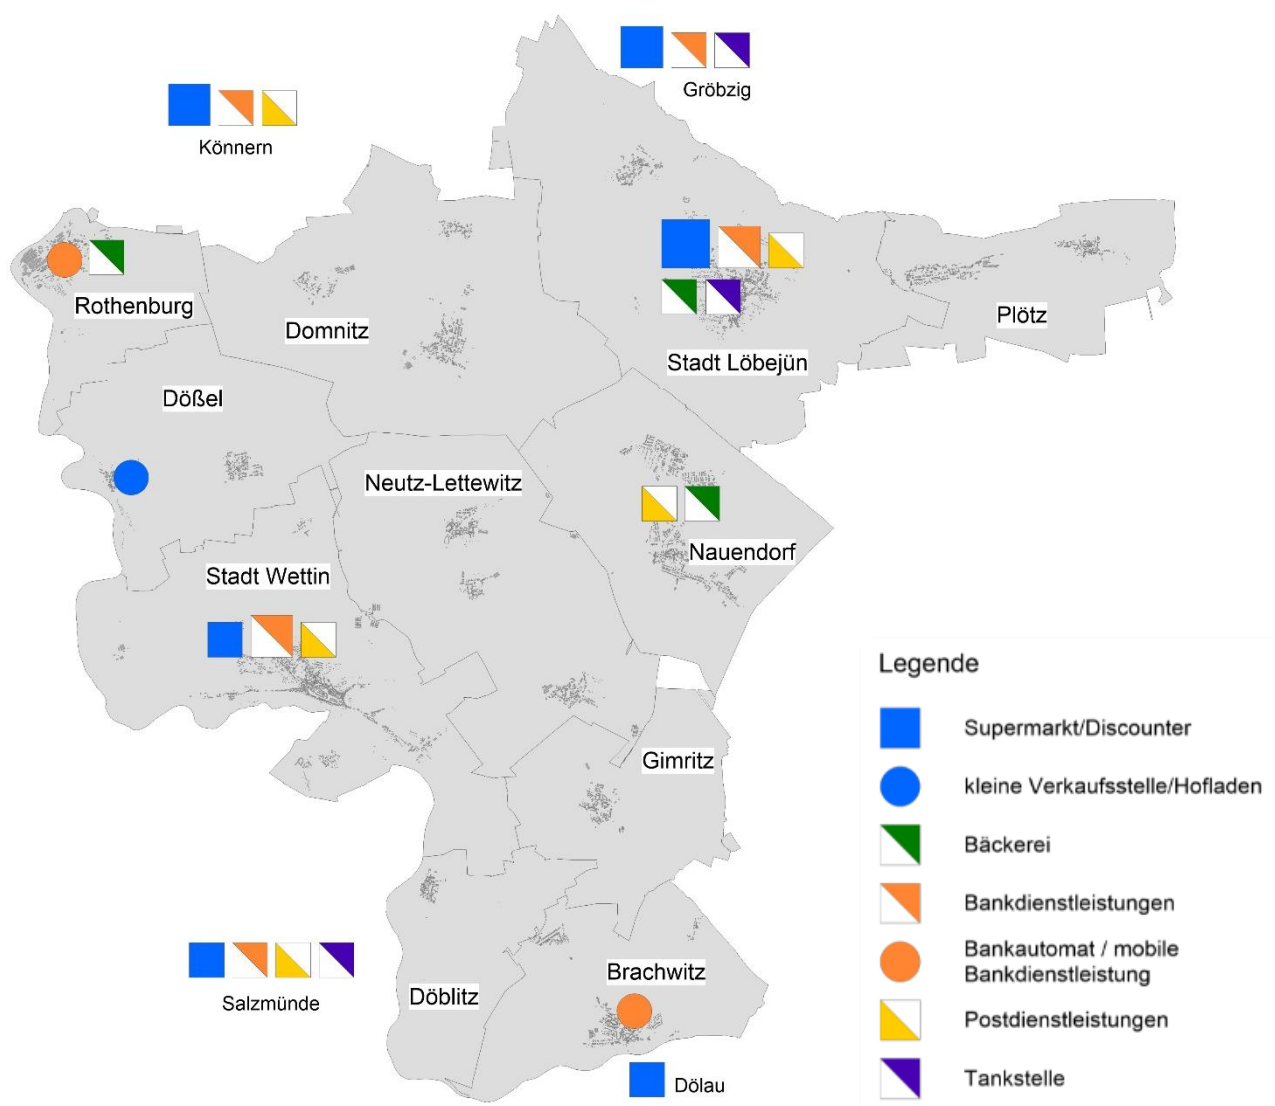 Gröbzig
Könnern
Rothenburg
Domnitz
Plötz
Stadt Löbejün
Dößel
Neutz-Lettewitz
Nauendorf
Stadt Wettin
Gimritz
Brachwitz
Döblitz
Salzmünde
Dölau
Legende
Supermarkt/Discounter
kleine Verkaufsstelle/Hofladen
Bäckerei
Bankdienstleistungen
Bankautomat / mobile
Bankdienstleistung
Postdienstleistungen
Tankstelle